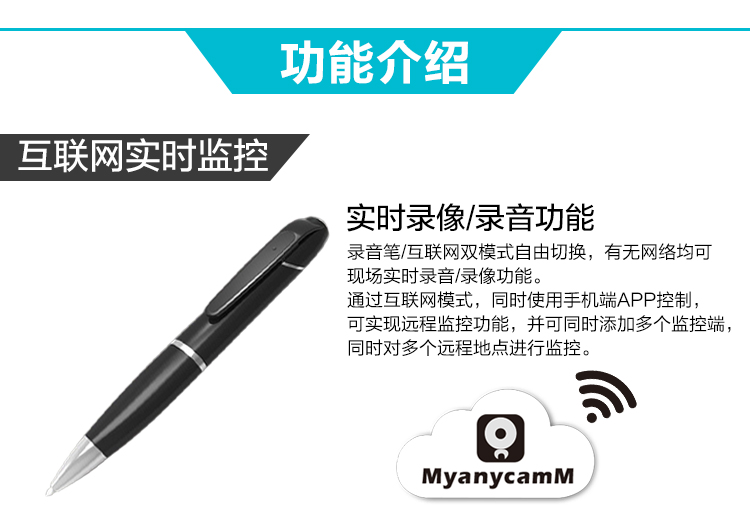 功能介绍
互联网实时监控
实时录像/录音功能
录音笔/互联网双模式自由切换，有无网络均可
现场实时录音/录像功能。
通过互联网模式，同时使用手机端APP控制，
可实现远程监控功能，并可同时添加多个监控端，
同时对多个远程地点进行监控。
MyanycamM